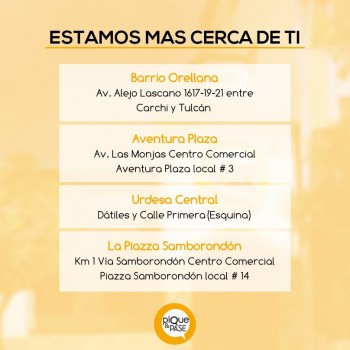 ESTAMOS MAS CERCA DE TI
Barrio Orellana
Av. Alejo Lascano 1617-19-21 entre
Carchi y Tulcán
Aventura Plaza
Av. Las Monjas Centro Comercial
Aventura Plaza local # 3
Urdesa Central
Dátiles y Calle Primera (Esquina)
La Piazza Samborondón
Km 1 Vía Samborondón Centro Comercial
Piazza Samborondón local # 14
PiQue
&
PASE